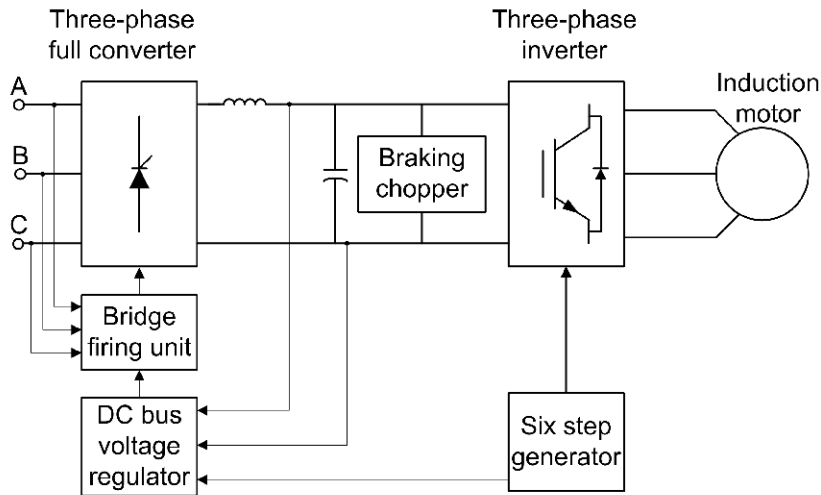 Three-phase
full converter
Three-phase
inverter
Induction
motor
A
B
C
Braking
chopper
Bridge
firing unit
DC bus
voltage
regulator
Six step
generator